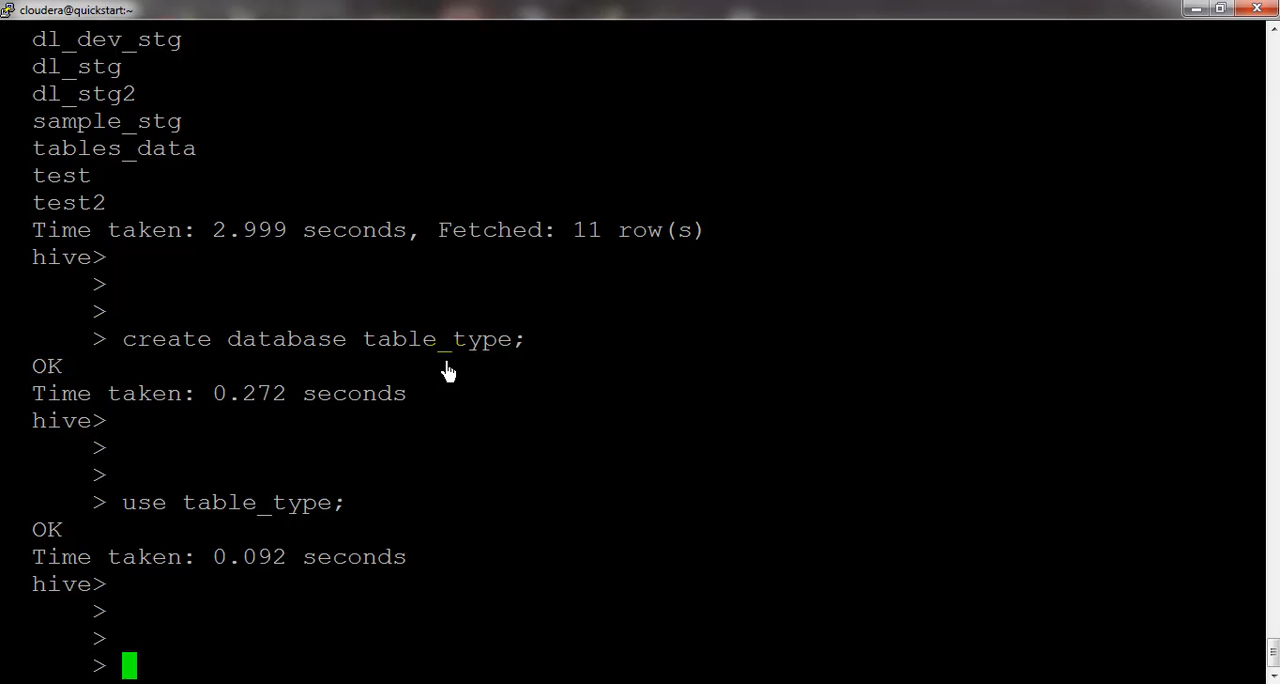 cloudera@quickstart:~
dl_dev_stg
dl_stg
dl_stg2
sample_stg
tables_data
test
test2
Time taken: 2.999 seconds, Fetched: 11 row(s)
hive>
>
>
> create database table_type;
OK
Time taken: 0.272 seconds
hive>
>
>
> use table_type;
OK
Time taken: 0.092 seconds
hive>
>
>
>